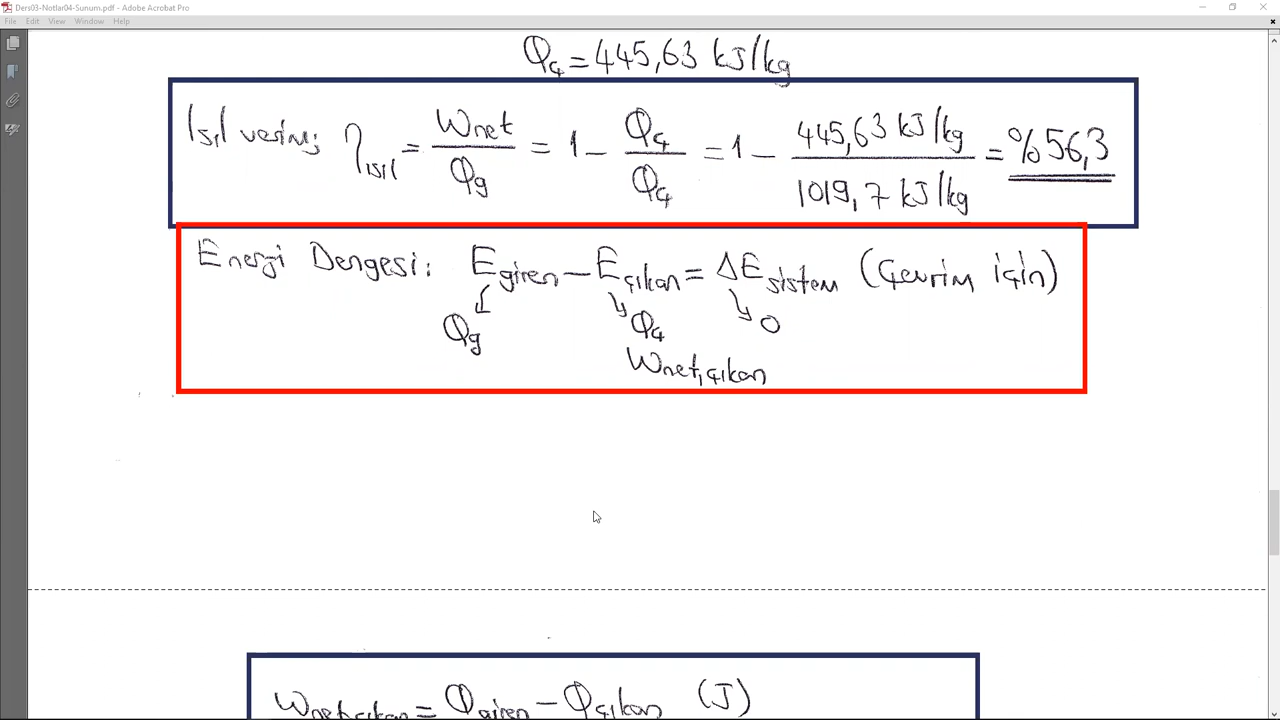 Ders03-Notlar04-Sunum.pdf - Adobe Acrobat Pro
File Edit View Window Help
Qç = 445,63 kJ/kg
Isıl verim; ηısıl = Wnet/Qg = 1 - Qç/Qç = 1 - 445,63 kJ/kg / 1019,7 kJ/kg = %56,3
Enerji Dengesi: Egiren - Eçıkan = ΔEsistem (Çevrim için)
Qg Qç 0
Wnet,çıkan
Wnet,çıkan = Qgiren - Qçıkan (J)